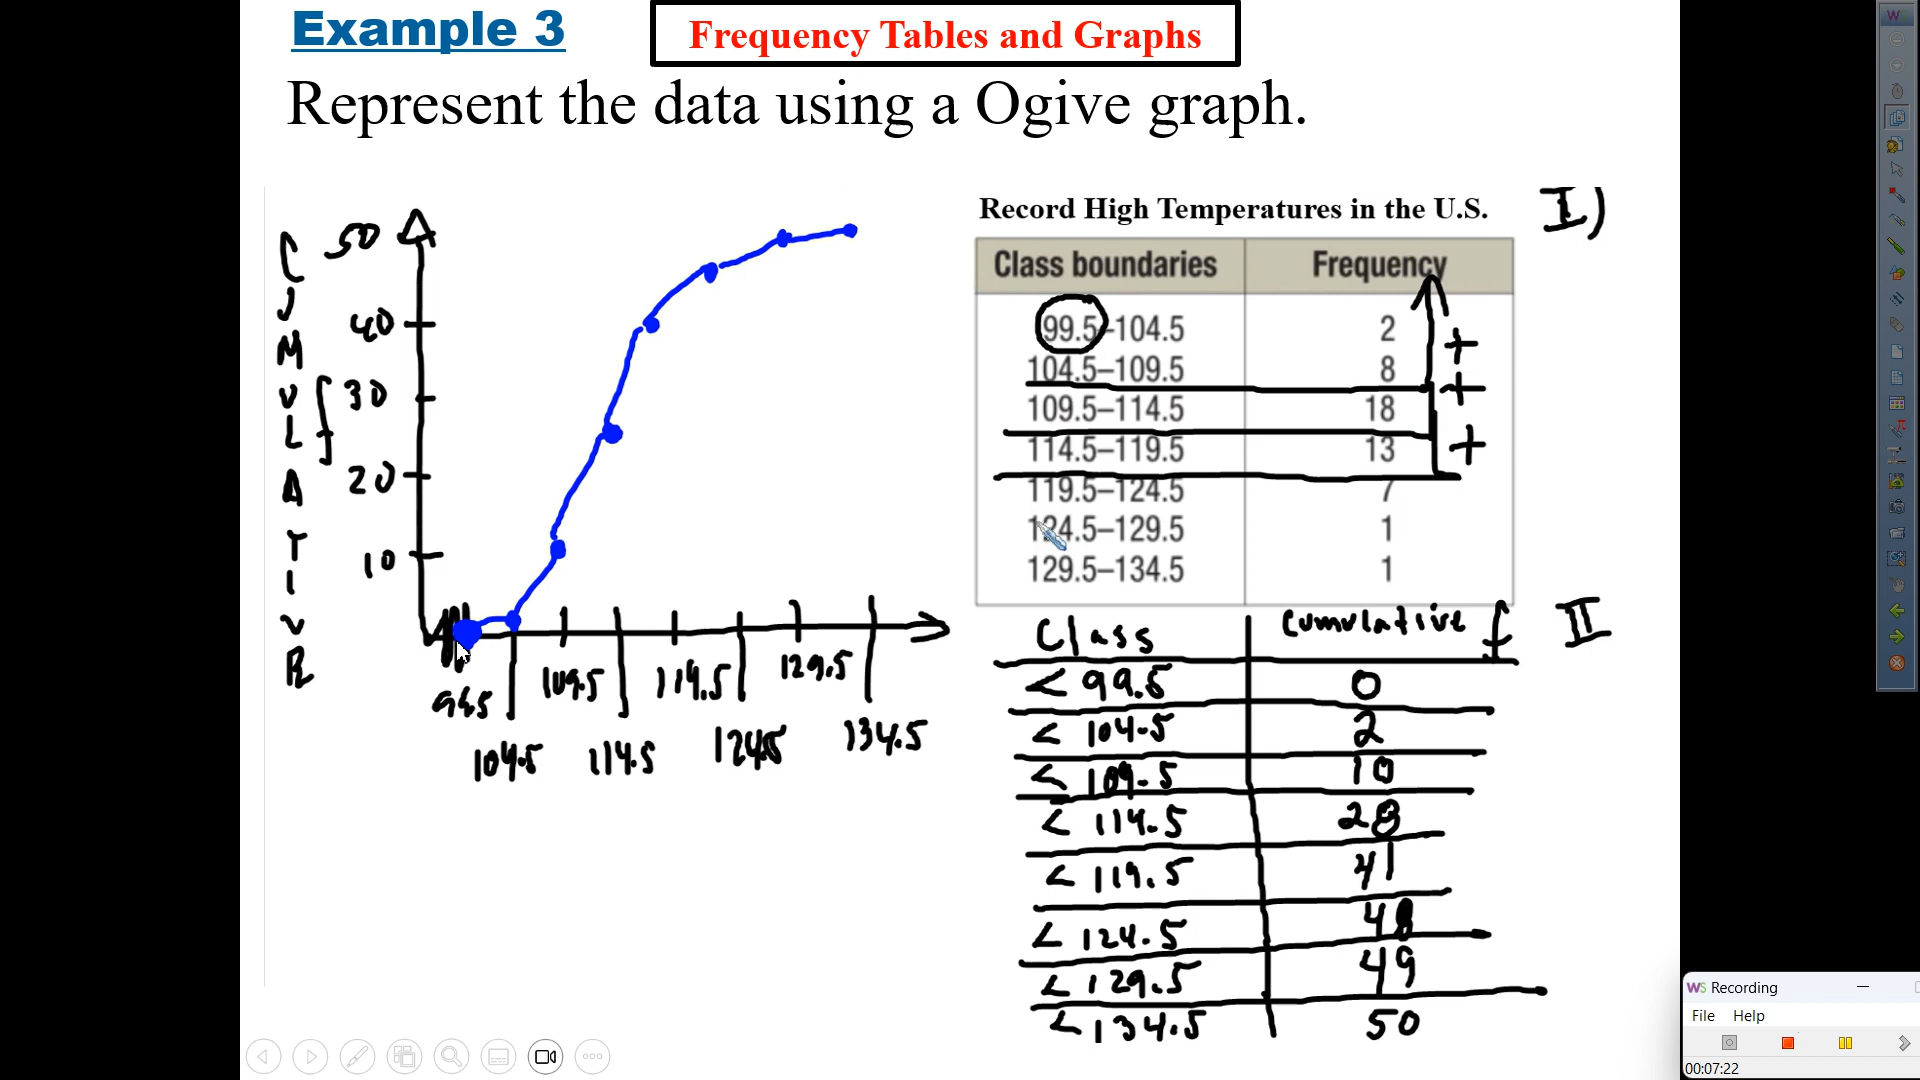 Example 3
Frequency Tables and Graphs
Represent the data using a Ogive graph.
Record High Temperatures in the U.S.
I)
Class boundaries Frequency
99.5–104.5 2
104.5–109.5 8
109.5–114.5 18
114.5–119.5 13
119.5–124.5 7
124.5–129.5 1
129.5–134.5 1
+
+
+
50
40
30
20
10
99.5
104.5
109.5
114.5
119.5
124.5
129.5
134.5
II
Class Cumulative f
< 99.5 0
< 104.5 2
< 109.5 10
< 114.5 28
< 119.5 41
< 124.5 48
< 129.5 49
< 134.5 50
WS
WS Recording
File Help
00:07:22